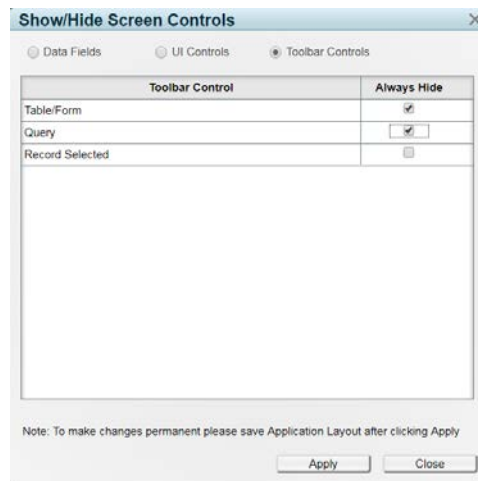 Show/Hide Screen Controls
Data Fields UI Controls Toolbar Controls
Toolbar Control Always Hide
Table/Form
Query
Record Selected
Note: To make changes permanent please save Application Layout after clicking Apply
Apply Close